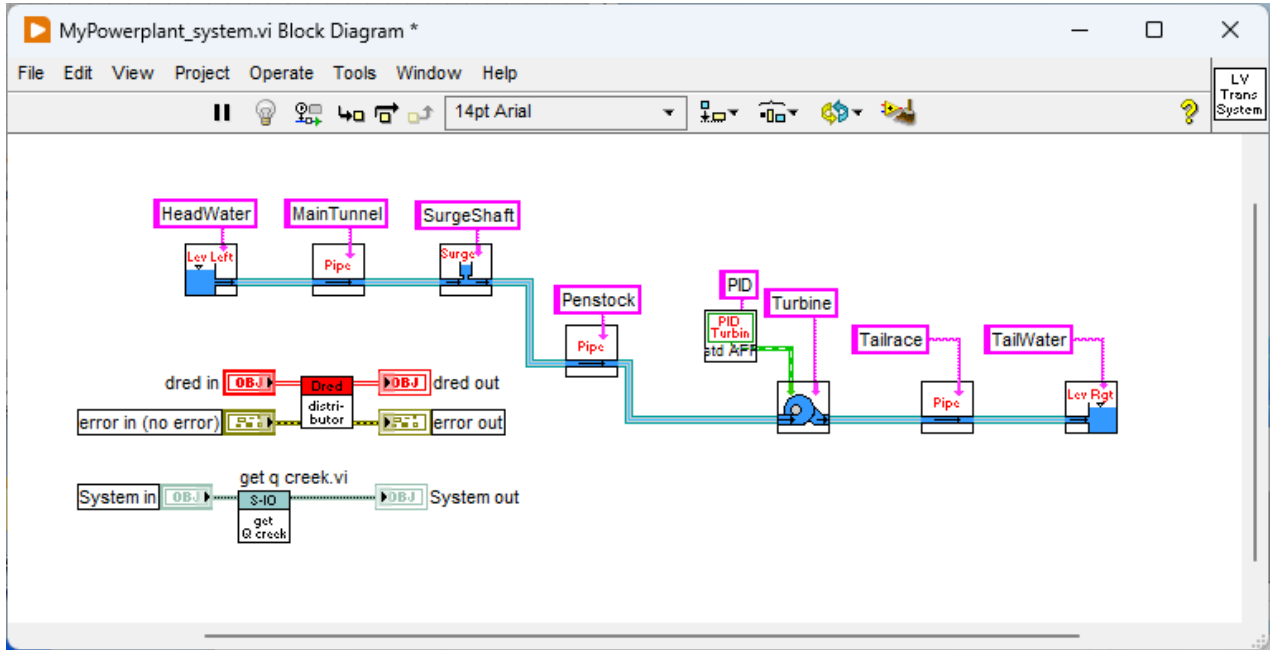 MyPowerplant_system.vi Block Diagram *
File Edit View Project Operate Tools Window Help
LV
Trans
System
14pt Arial
HeadWater
MainTunnel
SurgeShaft
Lev Left
Pipe
Surge
Penstock
Pipe
PID
Turbine
PID
Turbin
std AFF
Tailrace
TailWater
Pipe
Lev Rgt
dred in
OBJ
Dred
distri-
butor
OBJ
dred out
error in (no error)
error out
get q creek.vi
System in
OBJ
S-IO
get
Q creek
OBJ
System out